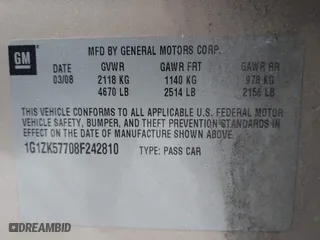 GM
MFD BY GENERAL MOTORS CORP.
DATE GVWR GAWR FRT GAWR RR
03/08 2118 KG 1140 KG 978 KG
4670 LB 2514 LB 2156 LB
THIS VEHICLE CONFORMS TO ALL APPLICABLE U.S. FEDERAL MOTOR
VEHICLE SAFETY, BUMPER, AND THEFT PREVENTION STANDARDS IN
EFFECT ON THE DATE OF MANUFACTURE SHOWN ABOVE.
1G1ZK57708F242810 TYPE: PASS CAR
AUTOHELPERBOT.COM